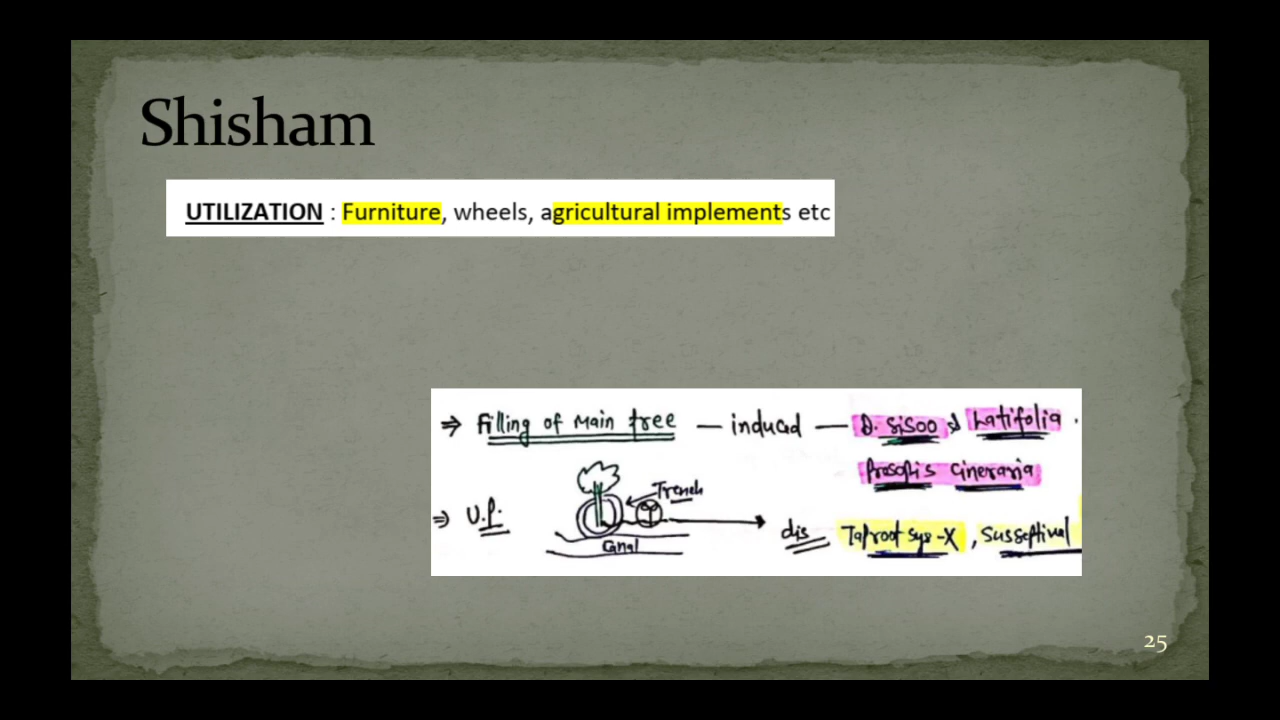 Shisham
UTILIZATION : Furniture, wheels, agricultural implements etc
⇒ Filling of Main tree — induced — D. Sisoo & Latifolia .
Prosopis Cineraria
⇒ U.P. Trench Canal dis Taproot sys -X , Susseptival
25